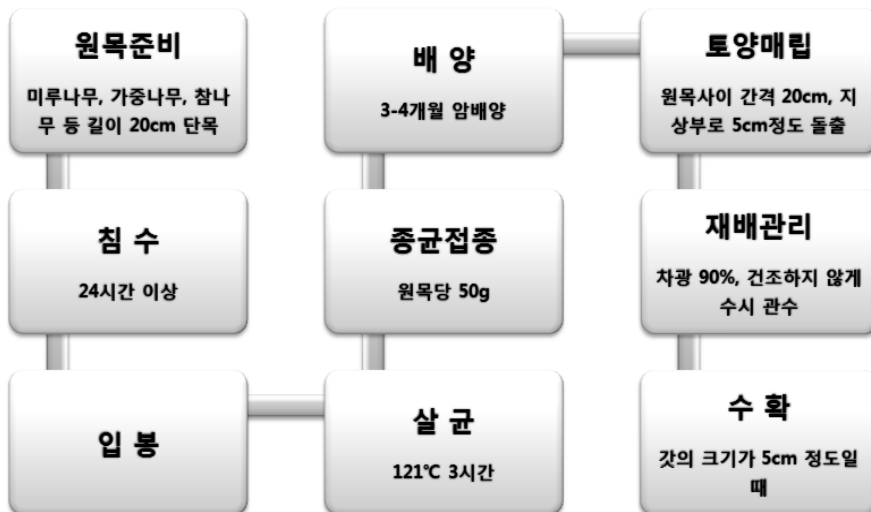 원목준비
미루나무, 가중나무, 참나
무 등 길이 20cm 단목
침 수
24시간 이상
입 봉
살 균
121℃ 3시간
종균접종
원목당 50g
배 양
3-4개월 암배양
토양매립
원목사이 간격 20cm, 지
상부로 5cm정도 돌출
재배관리
차광 90%, 건조하지 않게
수시 관수
수 확
갓의 크기가 5cm 정도일
때